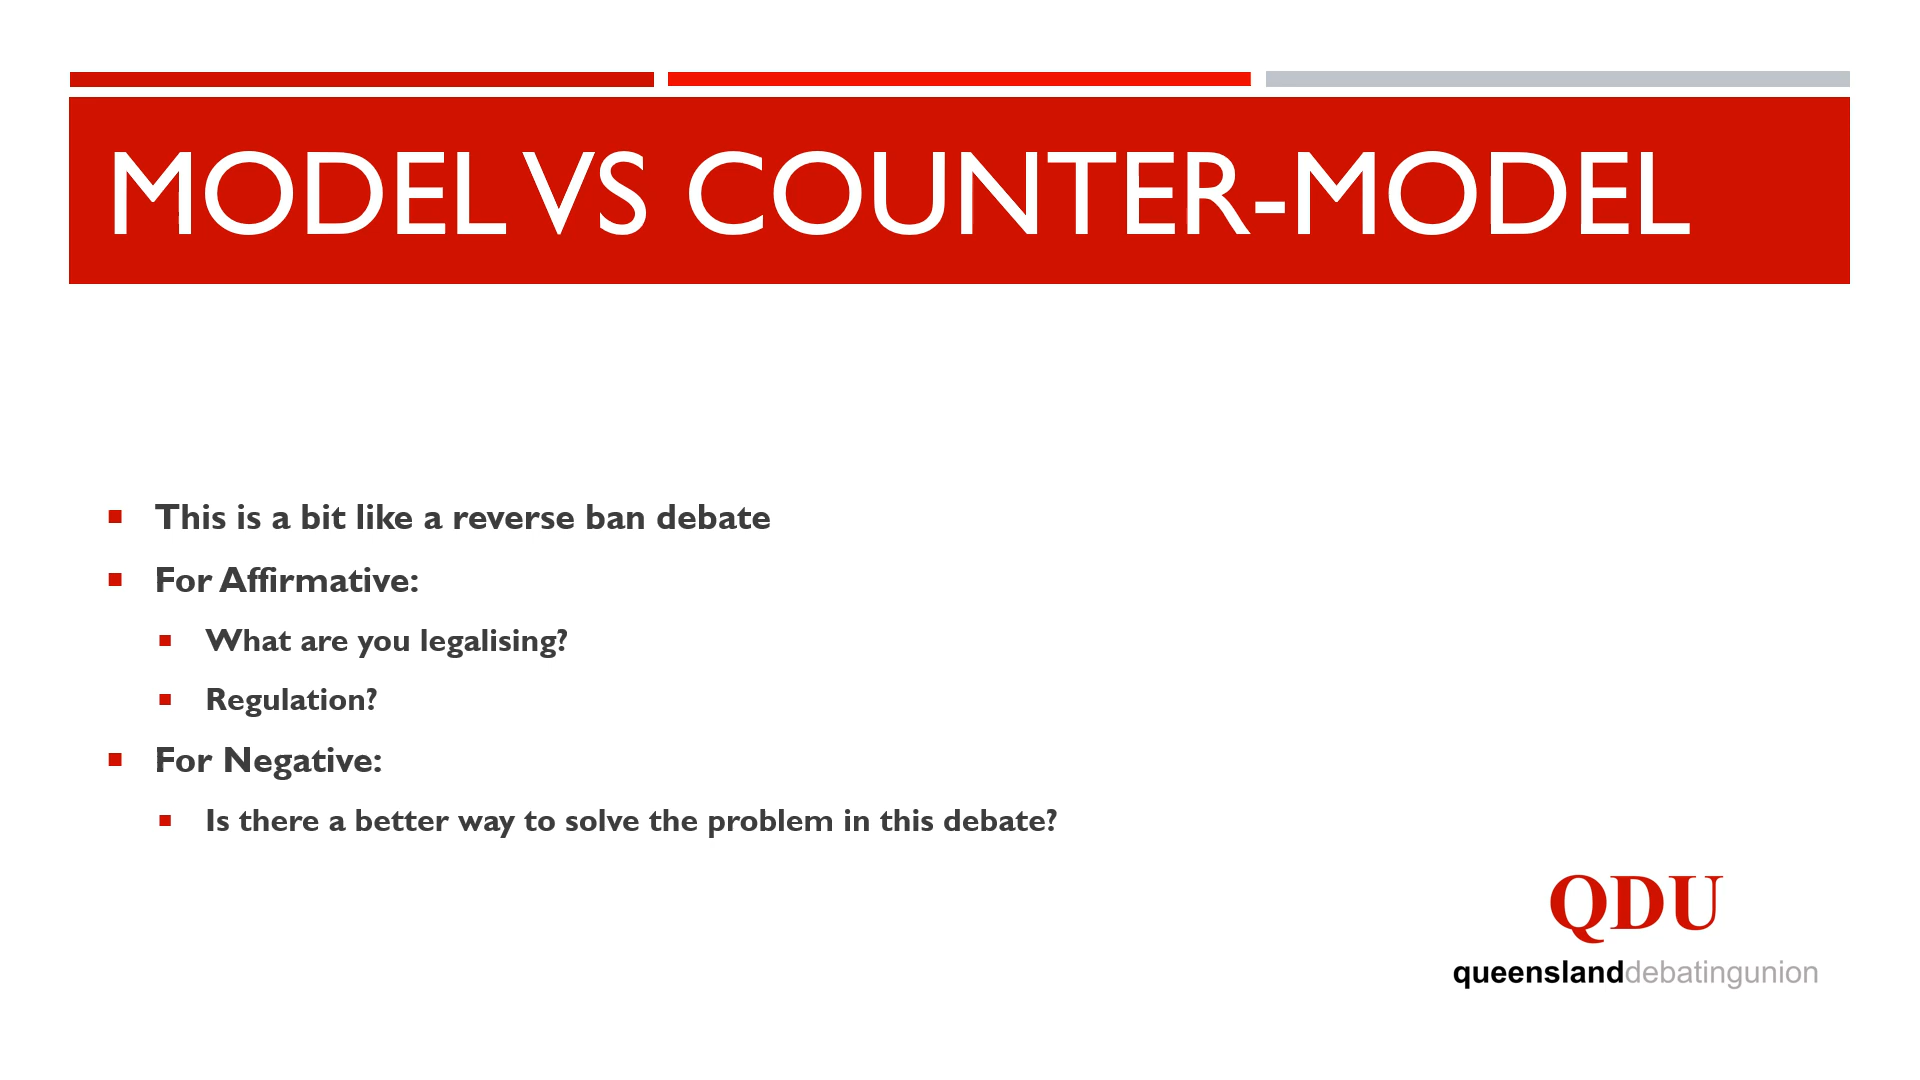 MODEL VS COUNTER-MODEL
This is a bit like a reverse ban debate
For Affirmative:
What are you legalising?
Regulation?
For Negative:
Is there a better way to solve the problem in this debate?
QDU
queenslanddebatingunion